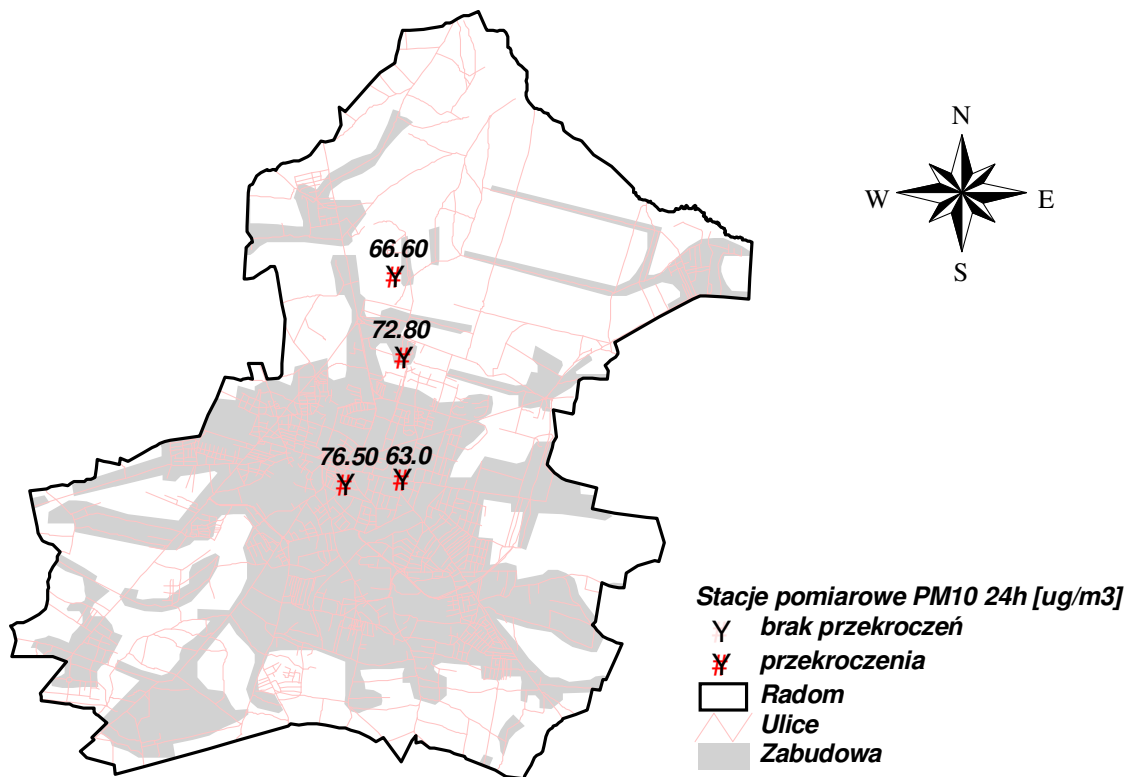 N
W E
S
66.60
72.80
76.50 63.0
Stacje pomiarowe PM10 24h [ug/m3]
brak przekroczeń
przekroczenia
Radom
Ulice
Zabudowa